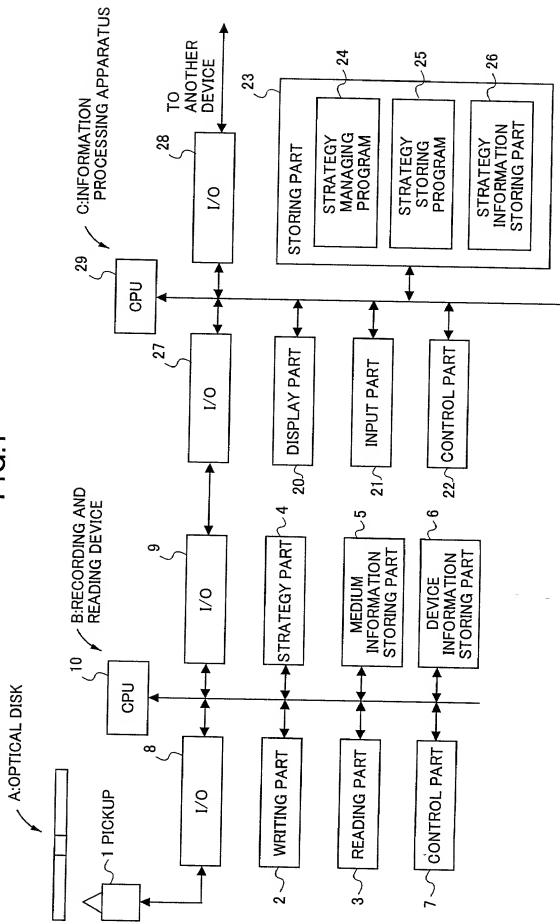 FIG.1
A:OPTICAL DISK
1 PICKUP
B:RECORDING AND
READING DEVICE
10
CPU
8
I/O
9
I/O
2
WRITING PART
STRATEGY PART
4
3
READING PART
MEDIUM
INFORMATION
STORING PART
5
7
CONTROL PART
DEVICE
INFORMATION
STORING PART
6
C:INFORMATION
PROCESSING APPARATUS
29
CPU
27
I/O
28
I/O
TO
ANOTHER
DEVICE
20
DISPLAY PART
21
INPUT PART
22
CONTROL PART
23
STORING PART
STRATEGY
MANAGING
PROGRAM
24
STRATEGY
STORING
PROGRAM
25
STRATEGY
INFORMATION
STORING PART
26